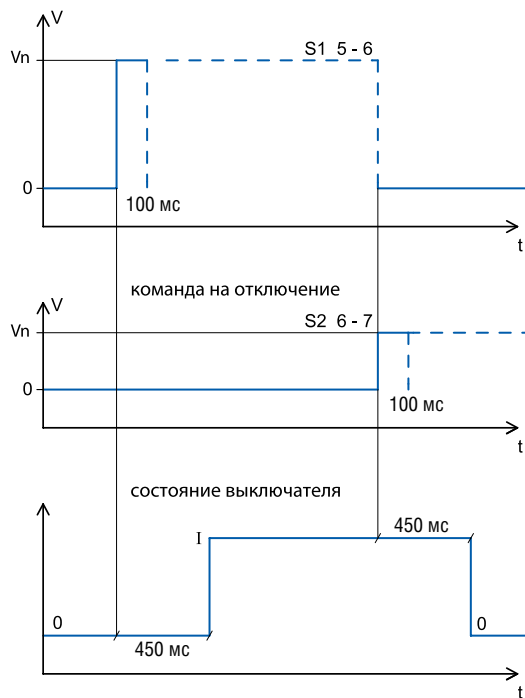 V
Vn
S1 5 - 6
0
100 мс
t
команда на отключение
V
Vn
S2 6 - 7
0
100 мс
t
состояние выключателя
I
450 мс
0
0
450 мс
t